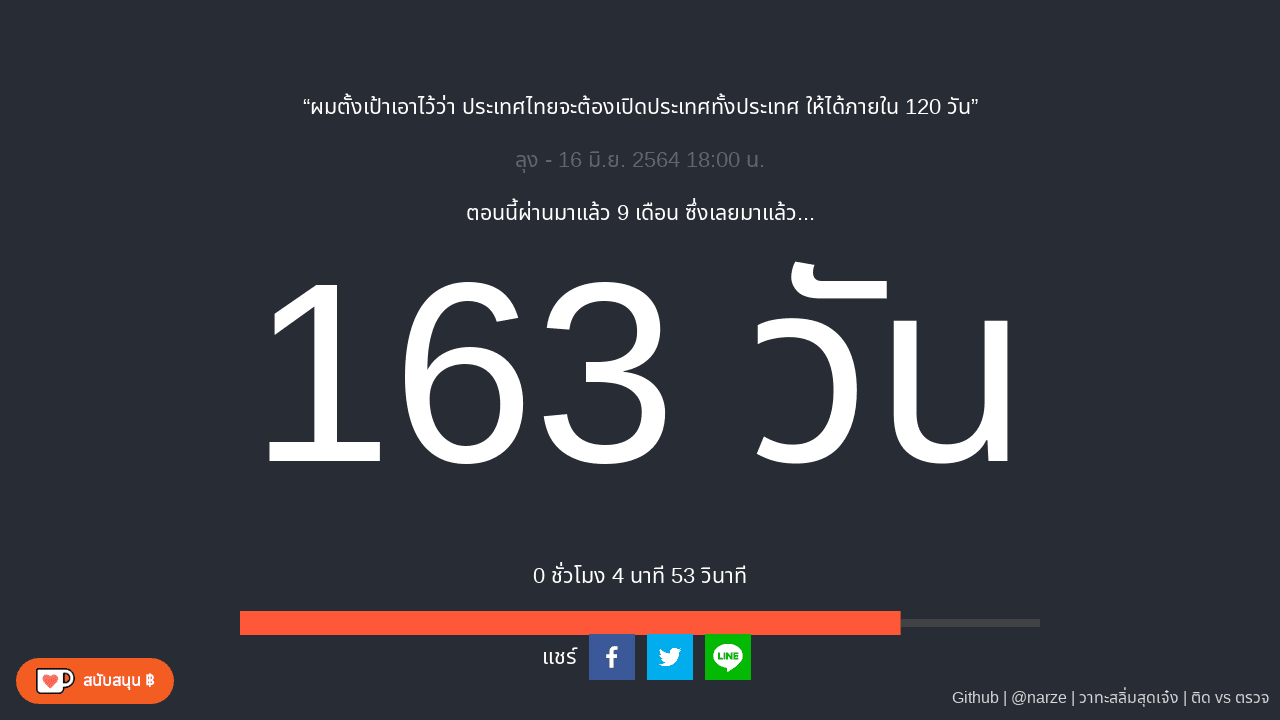 “ผมตั้งเป้าเอาไว้ว่า ประเทศไทยจะต้องเปิดประเทศทั้งประเทศ ให้ได้ภายใน 120 วัน”
ลุง - 16 มิ.ย. 2564 18:00 น.
ตอนนี้ผ่านมาแล้ว 9 เดือน ซึ่งเลยมาแล้ว...
163 วัน
0 ชั่วโมง 4 นาที 53 วินาที
แชร์
LINE
สนับสนุน ฿
Github | @narze | วาทะสลิ่มสุดเจ๋ง | ติด vs ตรวจ